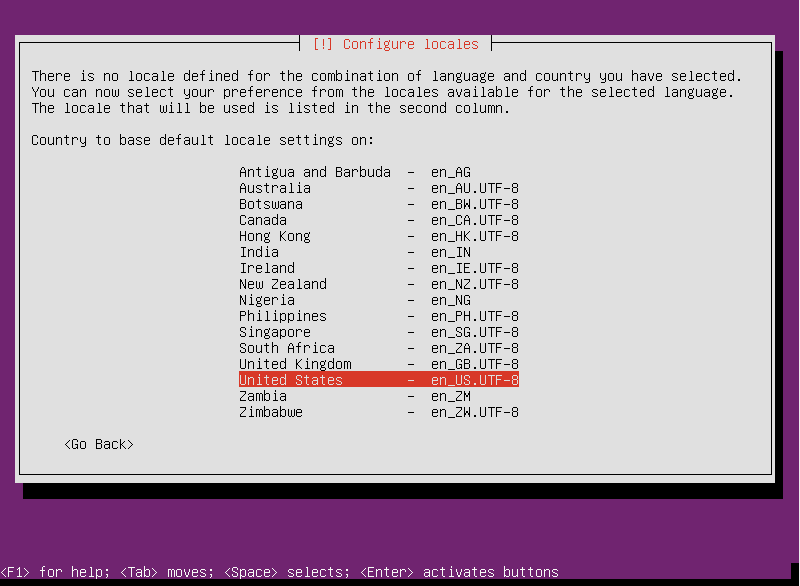 [!] Configure locales
There is no locale defined for the combination of language and country you have selected.
You can now select your preference from the locales available for the selected language.
The locale that will be used is listed in the second column.
Country to base default locale settings on:
Antigua and Barbuda - en_AG
Australia - en_AU.UTF-8
Botswana - en_BW.UTF-8
Canada - en_CA.UTF-8
Hong Kong - en_HK.UTF-8
India - en_IN
Ireland - en_IE.UTF-8
New Zealand - en_NZ.UTF-8
Nigeria - en_NG
Philippines - en_PH.UTF-8
Singapore - en_SG.UTF-8
South Africa - en_ZA.UTF-8
United Kingdom - en_GB.UTF-8
United States - en_US.UTF-8
Zambia - en_ZM
Zimbabwe - en_ZW.UTF-8
<Go Back>
<F1> for help; <Tab> moves; <Space> selects; <Enter> activates buttons